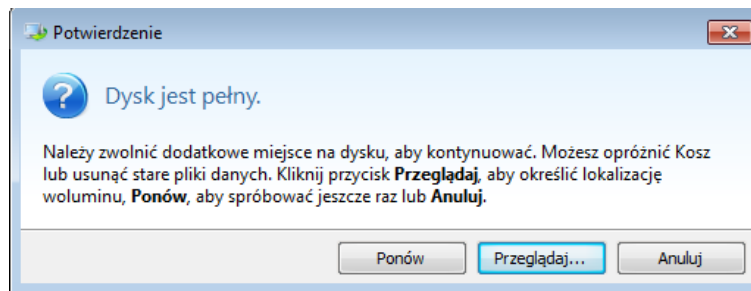 Potwierdzenie
Dysk jest pełny.
Należy zwolnić dodatkowe miejsce na dysku, aby kontynuować. Możesz opróżnić Kosz
lub usunąć stare pliki danych. Kliknij przycisk Przeglądaj, aby określić lokalizację
woluminu, Ponów, aby spróbować jeszcze raz lub Anuluj.
Ponów Przeglądaj... Anuluj